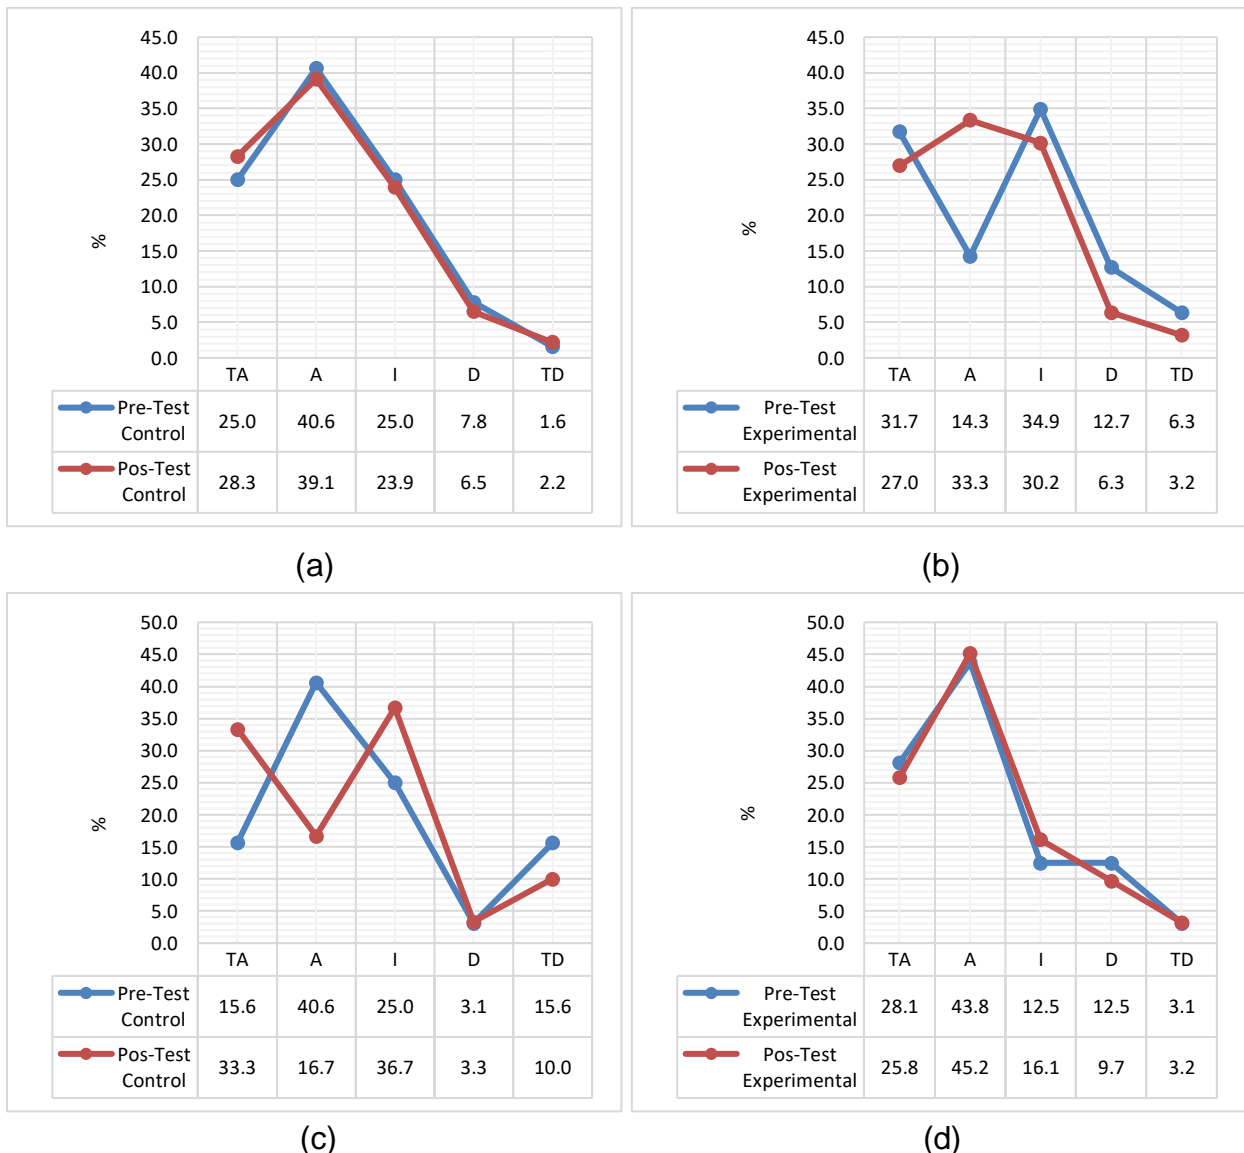 45.0
40.0
35.0
30.0
25.0
20.0
15.0
10.0
5.0
0.0
%
TA A I D TD
Pre-Test Control 25.0 40.6 25.0 7.8 1.6
Pos-Test Control 28.3 39.1 23.9 6.5 2.2
(a)
45.0
40.0
35.0
30.0
25.0
20.0
15.0
10.0
5.0
0.0
%
TA A I D TD
Pre-Test Experimental 31.7 14.3 34.9 12.7 6.3
Pos-Test Experimental 27.0 33.3 30.2 6.3 3.2
(b)
50.0
45.0
40.0
35.0
30.0
25.0
20.0
15.0
10.0
5.0
0.0
%
TA A I D TD
Pre-Test Control 15.6 40.6 25.0 3.1 15.6
Pos-Test Control 33.3 16.7 36.7 3.3 10.0
(c)
50.0
45.0
40.0
35.0
30.0
25.0
20.0
15.0
10.0
5.0
0.0
%
TA A I D TD
Pre-Test Experimental 28.1 43.8 12.5 12.5 3.1
Pos-Test Experimental 25.8 45.2 16.1 9.7 3.2
(d)